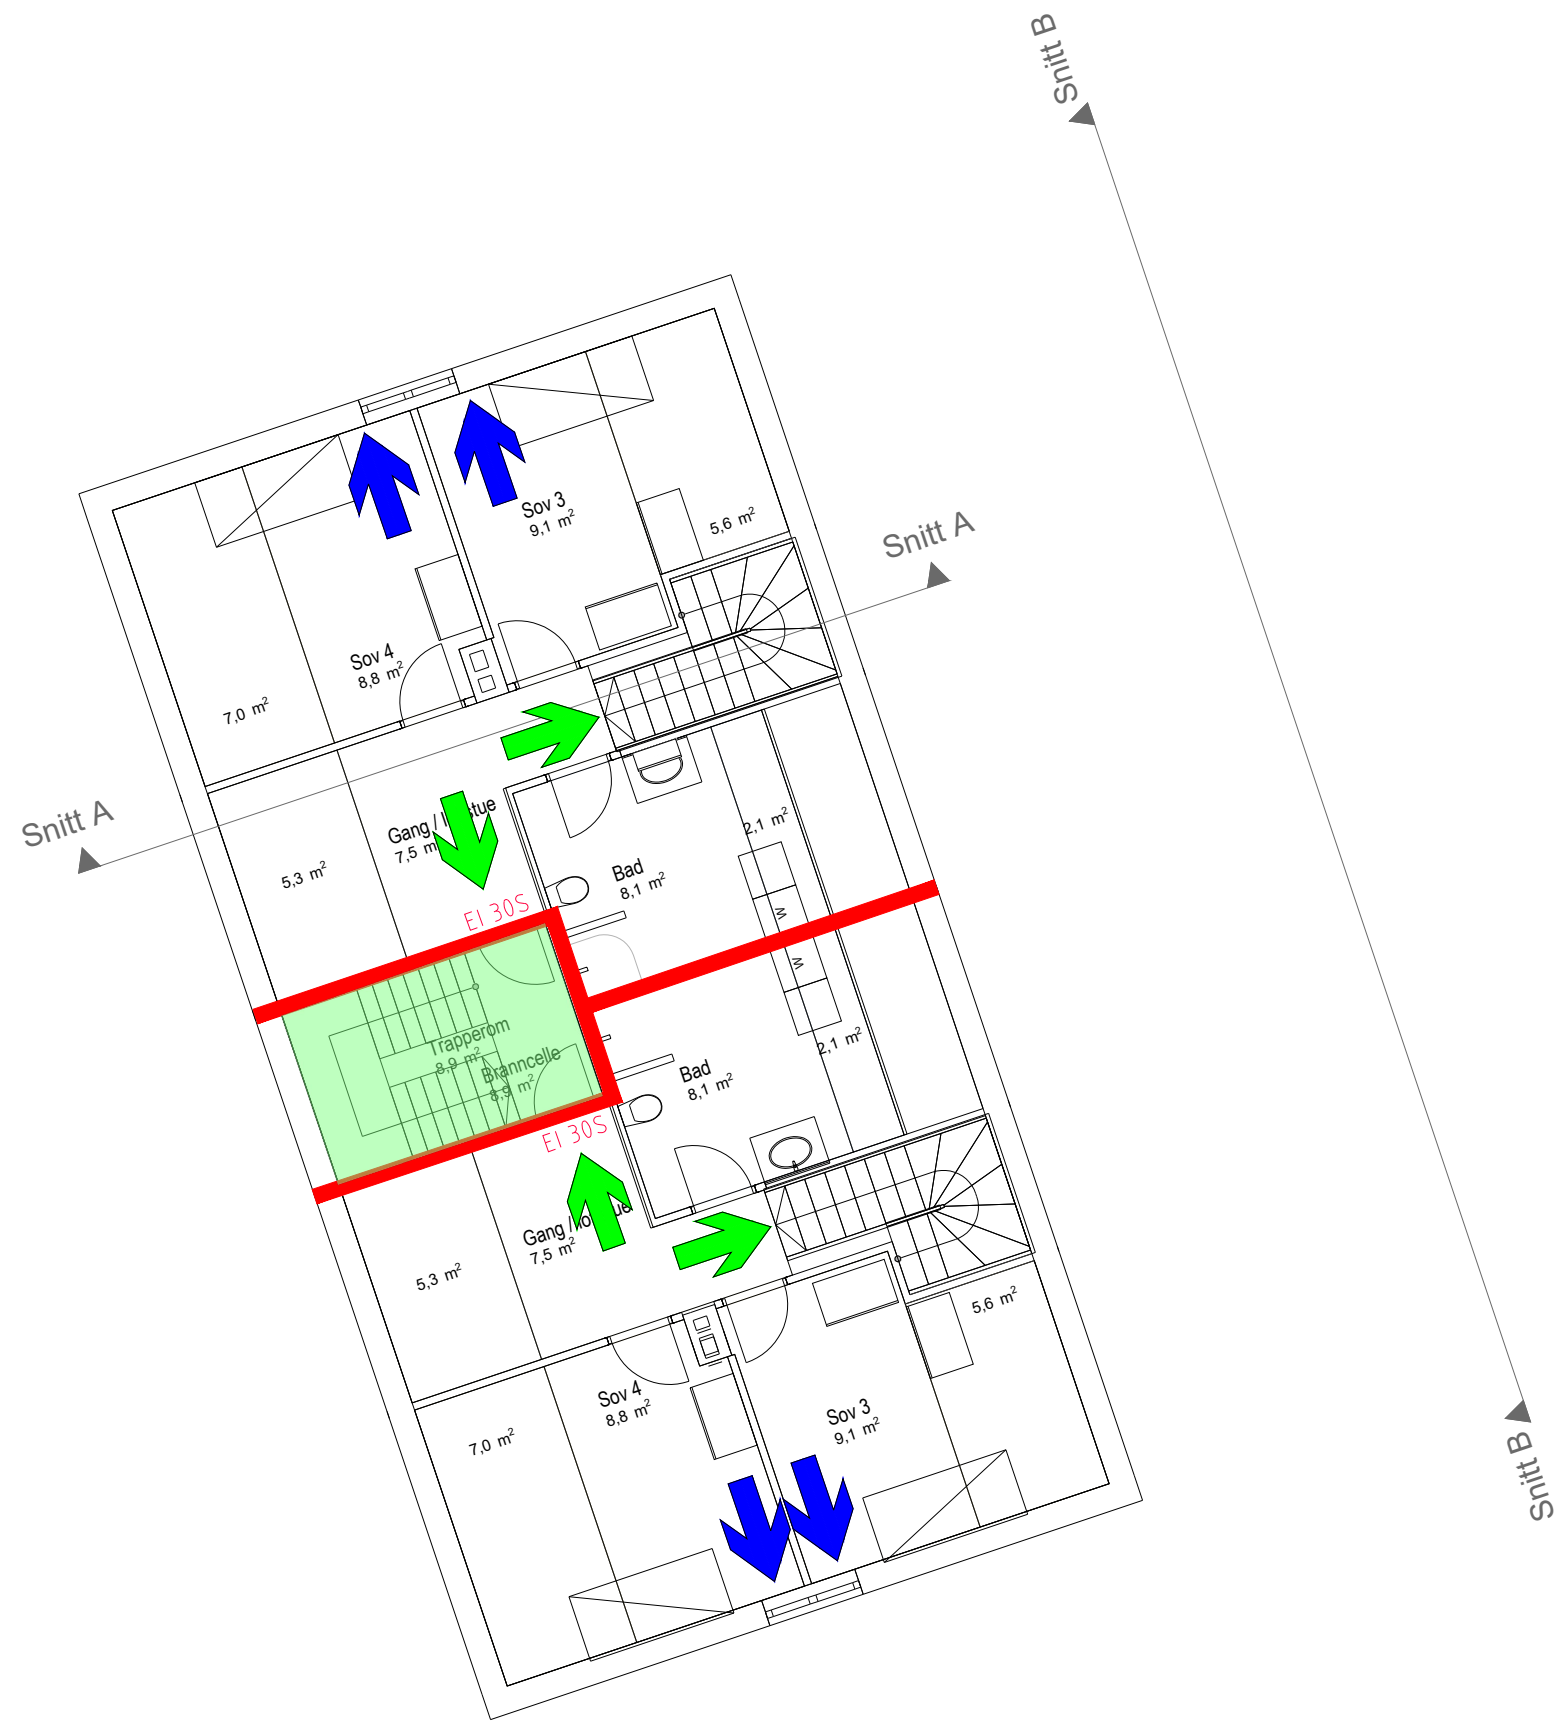 Snitt B
Sov 3
9,1 m²
5,6 m²
Snitt A
Sov 4
8,8 m²
7,0 m²
Snitt A
Gang /
7,5 m
5,3 m²
2,1 m²
Bad
8,1 m²
W
EI 30S
W
Trapperom
8,9 m²
Branncelle
8,9 m²
2,1 m²
Bad
8,1 m²
EI 30S
Gang /
7,5 m²
5,3 m²
5,6 m²
Sov 4
8,8 m²
Sov 3
9,1 m²
7,0 m²
Snitt B